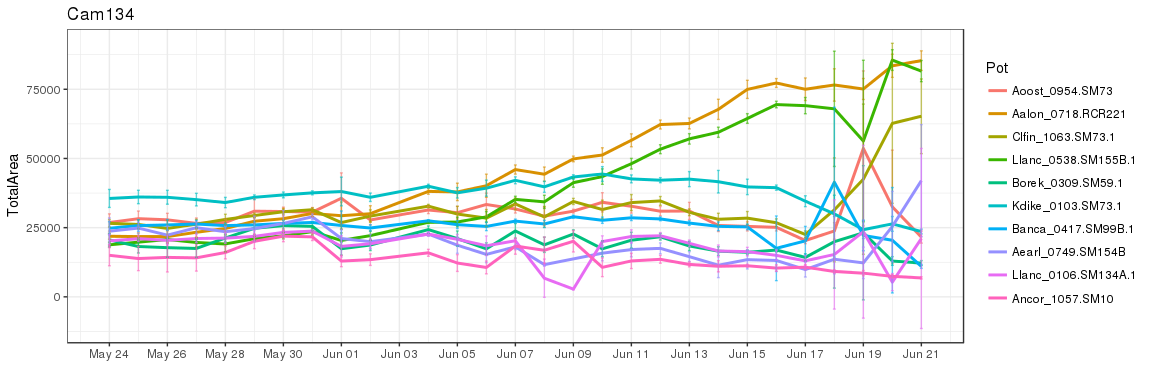 Cam134
TotalArea
75000
50000
25000
0
May 24 May 26 May 28 May 30 Jun 01 Jun 03 Jun 05 Jun 07 Jun 09 Jun 11 Jun 13 Jun 15 Jun 17 Jun 19 Jun 21
Pot
Aoost_0954.SM73
Aalon_0718.RCR221
Clfin_1063.SM73.1
Llanc_0538.SM155B.1
Borek_0309.SM59.1
Kdike_0103.SM73.1
Banca_0417.SM99B.1
Aearl_0749.SM154B
Llanc_0106.SM134A.1
Ancor_1057.SM10